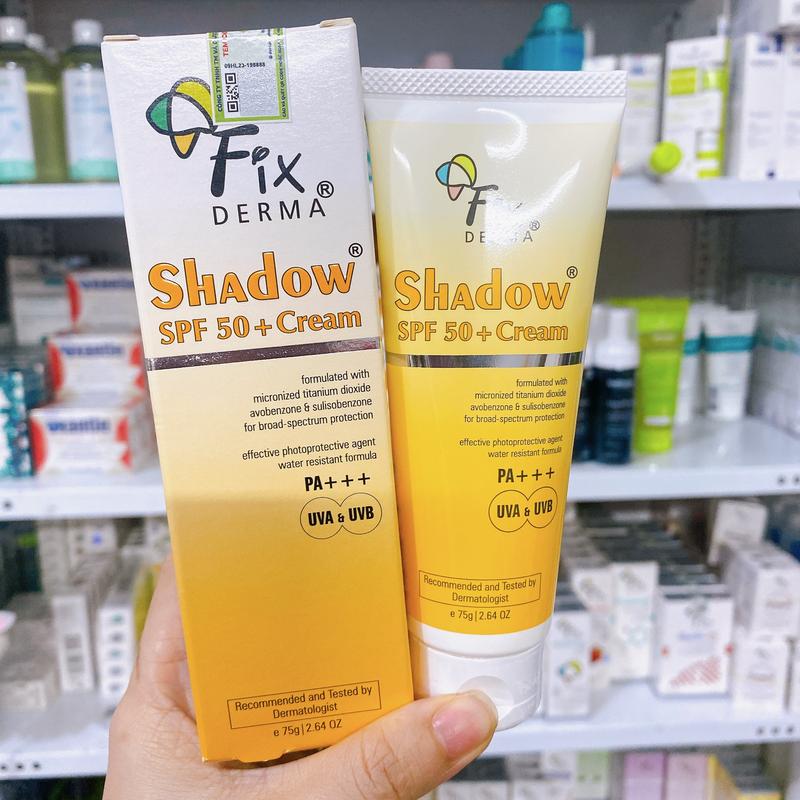 09HL23-198888
Fix®
DERMA
Shadow®
SPF 50+Cream
formulated with
micronized titanium dioxide
avobenzone & sulisobenzone
for broad-spectrum protection
effective photoprotective agent
water resistant formula
PA+++
UVA & UVB
Recommended and Tested by
Dermatologist
e 75g|2.64 OZ
Fix®
DERMA
Shadow®
SPF 50+Cream
formulated with
micronized titanium dioxide
avobenzone & sulisobenzone
for broad-spectrum protection
effective photoprotective agent
water resistant formula
PA+++
UVA & UVB
Recommended and Tested by
Dermatologist
e 75g|2.64 OZ